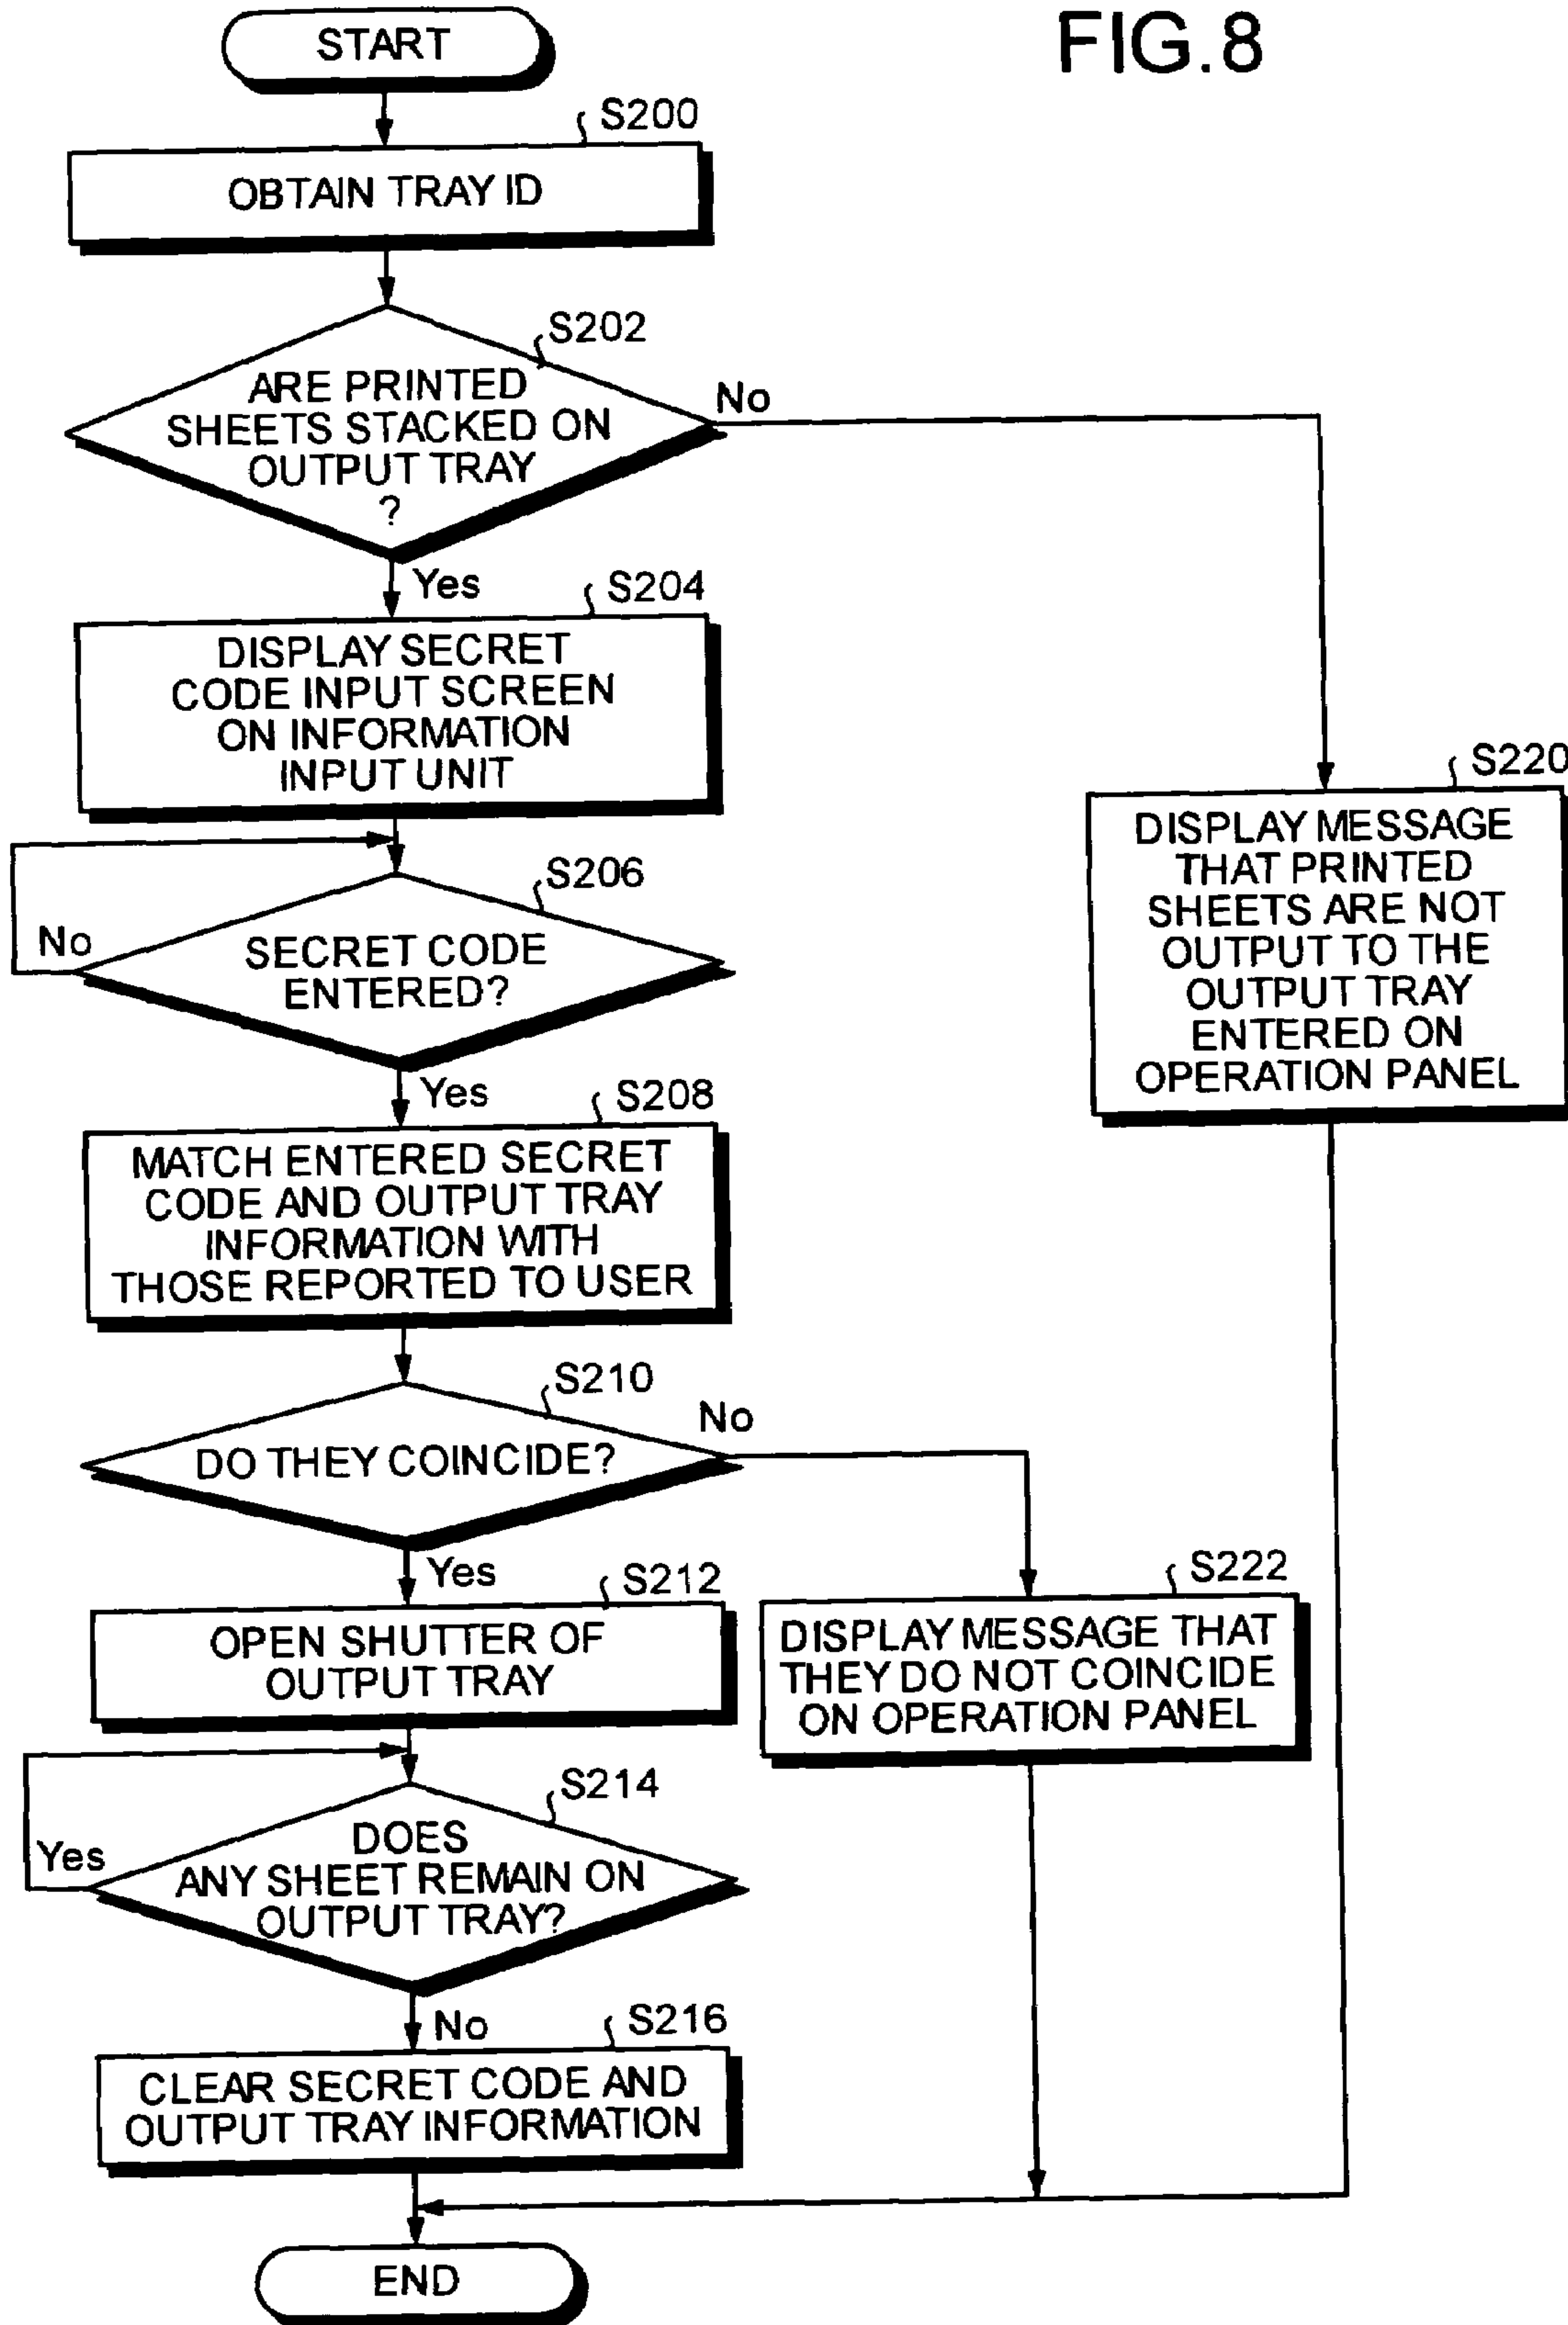 FIG.8
START
S200
OBTAIN TRAY ID
S202
ARE PRINTED
SHEETS STACKED ON
OUTPUT TRAY
?
No
Yes
S204
DISPLAY SECRET
CODE INPUT SCREEN
ON INFORMATION
INPUT UNIT
S220
DISPLAY MESSAGE
THAT PRINTED
SHEETS ARE NOT
OUTPUT TO THE
OUTPUT TRAY
ENTERED ON
OPERATION PANEL
S206
SECRET CODE
ENTERED?
No
Yes
S208
MATCH ENTERED SECRET
CODE AND OUTPUT TRAY
INFORMATION WITH
THOSE REPORTED TO USER
S210
DO THEY COINCIDE?
No
Yes
S212
OPEN SHUTTER OF
OUTPUT TRAY
S222
DISPLAY MESSAGE THAT
THEY DO NOT COINCIDE
ON OPERATION PANEL
S214
DOES
ANY SHEET REMAIN ON
OUTPUT TRAY?
Yes
No
S216
CLEAR SECRET CODE AND
OUTPUT TRAY INFORMATION
END